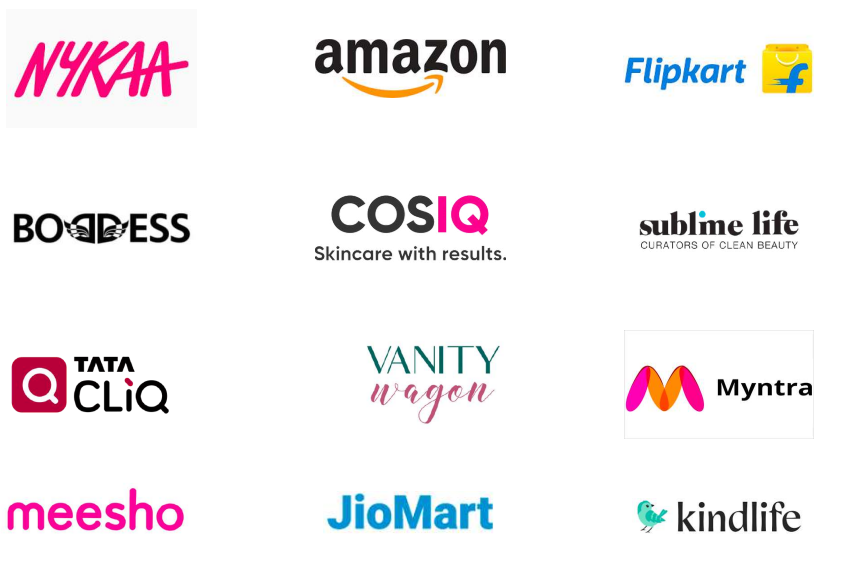 NYKAA
amazon
Flipkart
BODDESS
COSIQ
Skincare with results.
sublime life
CURATORS OF CLEAN BEAUTY
TATA
CLiQ
VANITY
wagon
Myntra
meesho
JioMart
kindlife